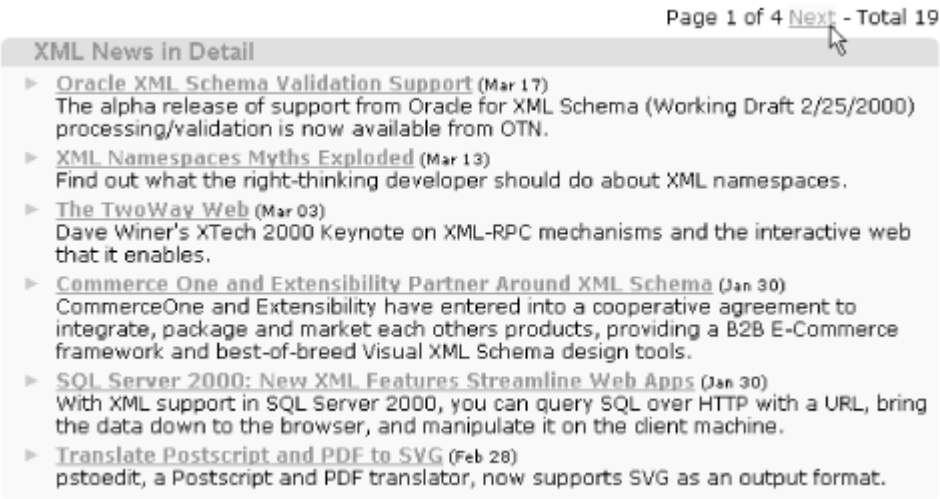 Page 1 of 4 Next - Total 19
XML News in Detail
Oracle XML Schema Validation Support (Mar 17)
The alpha release of support from Oracle for XML Schema (Working Draft 2/25/2000)
processing/validation is now available from OTN.
XML Namespaces Myths Exploded (Mar 13)
Find out what the right-thinking developer should do about XML namespaces.
The TwoWay Web (Mar 03)
Dave Winer's XTech 2000 Keynote on XML-RPC mechanisms and the interactive web
that it enables.
Commerce One and Extensibility Partner Around XML Schema (Jan 30)
CommerceOne and Extensibility have entered into a cooperative agreement to
integrate, package and market each others products, providing a B2B E-Commerce
framework and best-of-breed Visual XML Schema design tools.
SQL Server 2000: New XML Features Streamline Web Apps (Jan 30)
With XML support in SQL Server 2000, you can query SQL over HTTP with a URL, bring
the data down to the browser, and manipulate it on the client machine.
Translate Postscript and PDF to SVG (Feb 28)
pstoedit, a Postscript and PDF translator, now supports SVG as an output format.